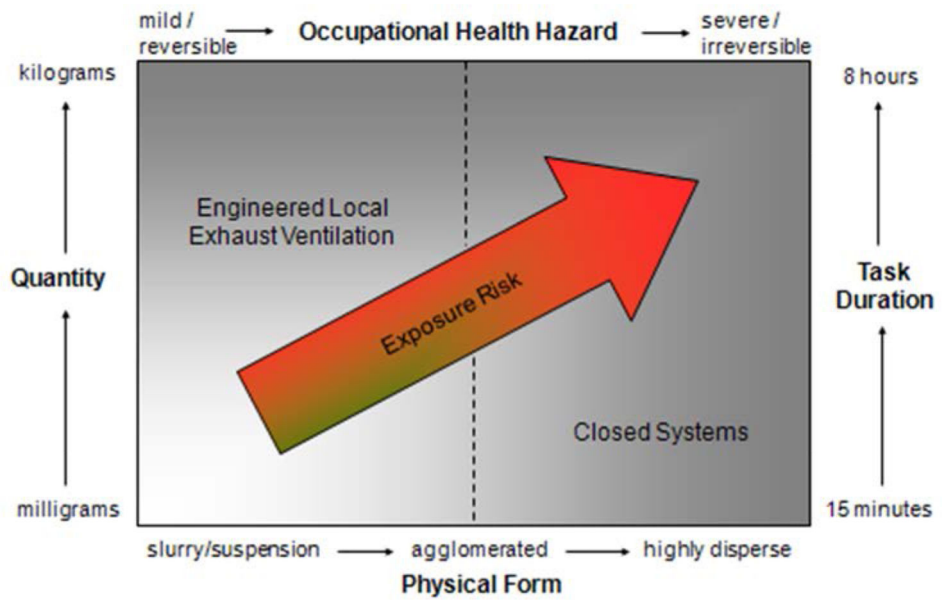 mild /
reversible
Occupational Health Hazard
severe /
irreversible
kilograms
8 hours
Engineered Local
Exhaust Ventilation
Quantity
Exposure Risk
Task
Duration
Closed Systems
milligrams
15 minutes
slurry/suspension
agglomerated
highly disperse
Physical Form